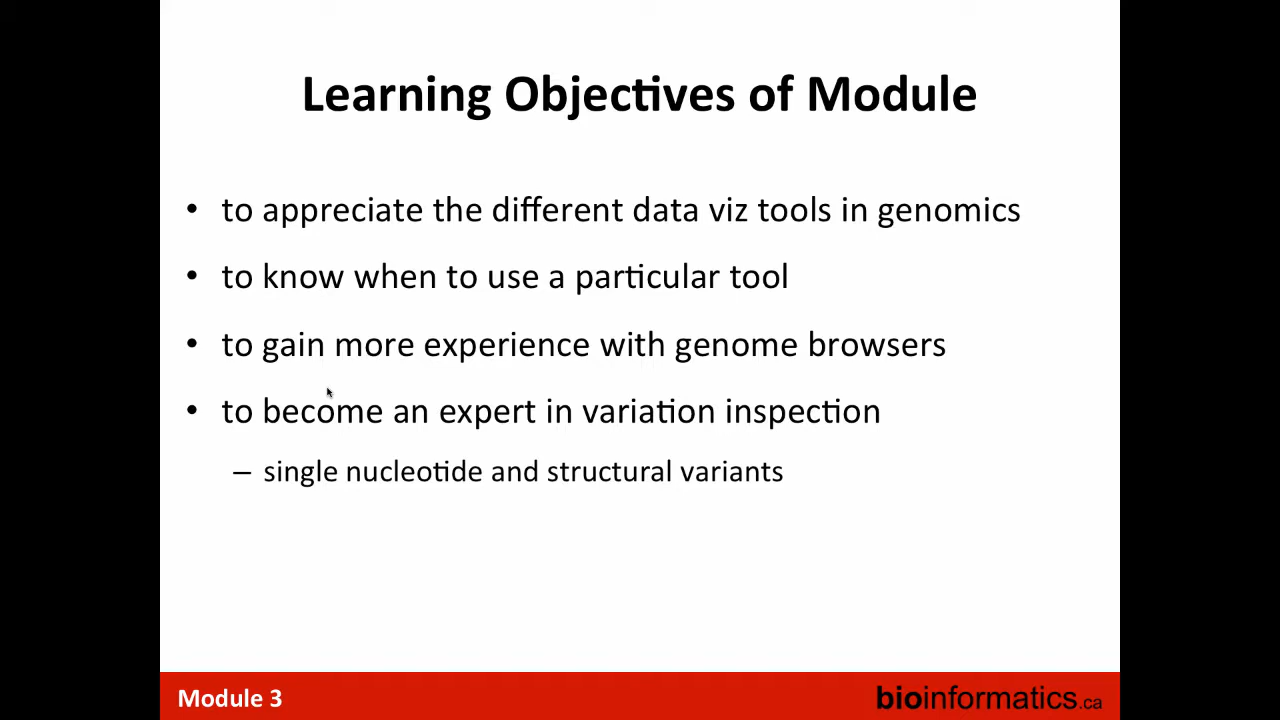 Learning Objectives of Module
• to appreciate the different data viz tools in genomics
• to know when to use a particular tool
• to gain more experience with genome browsers
• to become an expert in variation inspection
– single nucleotide and structural variants
Module 3
bioinformatics.ca